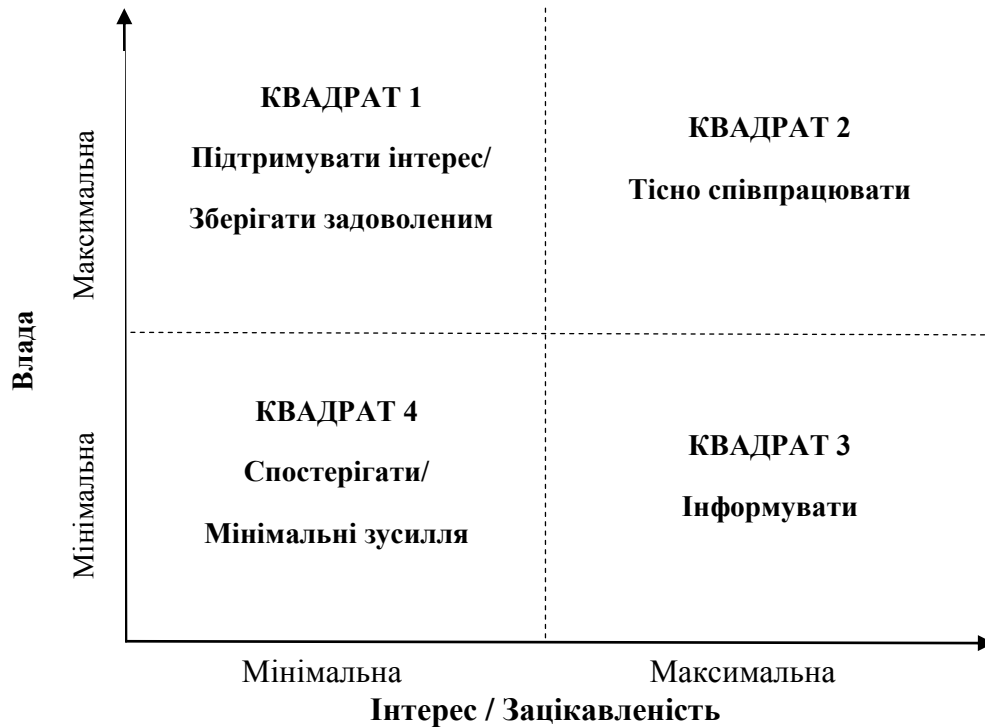 Влада
Максимальна
Мінімальна
КВАДРАТ 1
Підтримувати інтерес/
Зберігати задоволеним
КВАДРАТ 2
Тісно співпрацювати
КВАДРАТ 4
Спостерігати/
Мінімальні зусилля
КВАДРАТ 3
Інформувати
Мінімальна
Максимальна
Інтерес / Зацікавленість